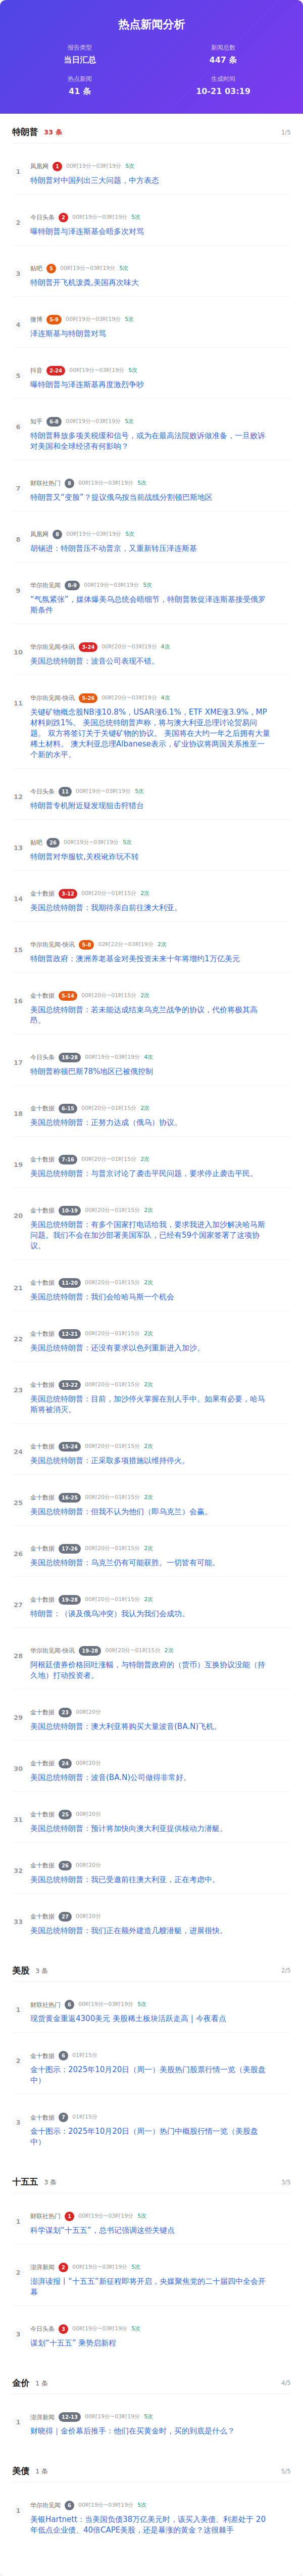 热点新闻分析
报告类型
当日汇总
新闻总数
447 条
热点新闻
41 条
生成时间
10-21 03:19
特朗普 33 条 1/5
1
凤凰网 1 00时19分~03时19分 5次
特朗普对中国列出三大问题，中方表态
2
今日头条 2 00时19分~03时19分 5次
曝特朗普与泽连斯基会晤多次对骂
3
贴吧 5 00时19分~03时19分 5次
特朗普开飞机泼粪,美国再次味大
4
微博 5-9 00时19分~03时19分 5次
泽连斯基与特朗普对骂
5
抖音 2-24 00时19分~03时19分 5次
曝特朗普与泽连斯基再度激烈争吵
6
知乎 6-8 00时19分~03时19分 5次
特朗普释放多项关税缓和信号，或为在最高法院败诉做准备，一旦败诉
对美国和全球经济有何影响？
7
财联社热门 8 00时19分~03时19分 5次
特朗普又“变脸”？提议俄乌按当前战线分割顿巴斯地区
8
凤凰网 8 00时19分~03时19分 5次
胡锡进：特朗普压不动普京，又重新转压泽连斯基
9
华尔街见闻 8-9 00时19分~03时19分 5次
“气氛紧张”，媒体爆美乌总统会晤细节，特朗普敦促泽连斯基接受俄罗
斯条件
10
华尔街见闻-快讯 3-24 00时20分~03时19分 4次
美国总统特朗普：波音公司表现不错。
11
华尔街见闻-快讯 5-26 00时20分~03时19分 4次
关键矿物概念股NB涨10.8%，USAR涨6.1%，ETF XME涨3.9%，MP
材料则跌1%。 美国总统特朗普声称，将与澳大利亚总理讨论贸易问
题。 双方将签订关于关键矿物的协议。 美国将在大约一年之后拥有大量
稀土材料。 澳大利亚总理Albanese表示，矿业协议将两国关系推至一
个新的水平。
12
今日头条 11 00时19分~03时19分 5次
特朗普专机附近疑发现狙击狩猎台
13
贴吧 26 00时19分~03时19分 5次
特朗普对华服软,关税讹诈玩不转
14
金十数据 3-12 00时20分~01时15分 2次
美国总统特朗普：我期待亲自前往澳大利亚。
15
华尔街见闻-快讯 5-8 02时22分~03时19分 2次
特朗普政府：澳洲养老基金对美投资未来十年将增约1万亿美元
16
金十数据 5-14 00时20分~01时15分 2次
美国总统特朗普：若未能达成结束乌克兰战争的协议，代价将极其高
昂。
17
今日头条 18-28 00时19分~03时19分 4次
特朗普称顿巴斯78%地区已被俄控制
18
金十数据 6-15 00时20分~01时15分 2次
美国总统特朗普：正努力达成（俄乌）协议。
19
金十数据 7-16 00时20分~01时15分 2次
美国总统特朗普：与普京讨论了袭击平民问题，要求停止袭击平民。
20
金十数据 10-19 00时20分~01时15分 2次
美国总统特朗普：有多个国家打电话给我，要求我进入加沙解决哈马斯
问题。我们不会在加沙部署美国军队，已经有59个国家签署了这项协
议。
21
金十数据 11-20 00时20分~01时15分 2次
美国总统特朗普：我们会给哈马斯一个机会
22
金十数据 12-21 00时20分~01时15分 2次
美国总统特朗普：还没有要求以色列重新进入加沙。
23
金十数据 13-22 00时20分~01时15分 2次
美国总统特朗普：目前，加沙停火掌握在别人手中。如果有必要，哈马
斯将被消灭。
24
金十数据 15-24 00时20分~01时15分 2次
美国总统特朗普：正采取多项措施以维持停火。
25
金十数据 16-25 00时20分~01时15分 2次
美国总统特朗普：但我不认为他们（即乌克兰）会赢。
26
金十数据 17-26 00时20分~01时15分 2次
美国总统特朗普：乌克兰仍有可能获胜。一切皆有可能。
27
金十数据 19-28 00时20分~01时15分 2次
特朗普：（谈及俄乌冲突）我认为我们会成功。
28
华尔街见闻-快讯 19-28 00时20分~01时15分 2次
阿根廷债券价格回吐涨幅，与特朗普政府的（货币）互换协议没能（持
久地）打动投资者。
29
金十数据 23 00时20分
美国总统特朗普：澳大利亚将购买大量波音(BA.N)飞机。
30
金十数据 24 00时20分
美国总统特朗普：波音(BA.N)公司做得非常好。
31
金十数据 25 00时20分
美国总统特朗普：预计将加快向澳大利亚提供核动力潜艇。
32
金十数据 26 00时20分
美国总统特朗普：我已受邀前往澳大利亚，正在考虑中。
33
金十数据 27 00时20分
美国总统特朗普：我们正在额外建造几艘潜艇，进展很快。
美股 3 条 2/5
1
财联社热门 6 00时19分~03时19分 5次
现货黄金重返4300美元 美股稀土板块活跃走高 | 今夜看点
2
金十数据 6 01时15分
金十图示：2025年10月20日（周一）美股热门股票行情一览（美股盘
中）
3
金十数据 7 01时15分
金十图示：2025年10月20日（周一）热门中概股行情一览（美股盘
中）
十五五 3 条 3/5
1
财联社热门 1 00时19分~03时19分 5次
科学谋划“十五五”，总书记强调这些关键点
2
澎湃新闻 2 00时19分~03时19分 5次
澎湃读报丨“十五五”新征程即将开启，央媒聚焦党的二十届四中全会开
幕
3
今日头条 3 00时19分~03时19分 5次
谋划“十五五” 乘势启新程
金价 1 条 4/5
1
澎湃新闻 12-13 00时19分~03时19分 5次
财晓得｜金价幕后推手：他们在买黄金时，买的到底是什么？
美债 1 条 5/5
1
华尔街见闻 6 00时19分~03时19分 5次
美银Hartnett：当美国负债38万亿美元时，该买入美债、利差处于 20
年低点企业债、40倍CAPE美股，还是暴涨的黄金？这很棘手